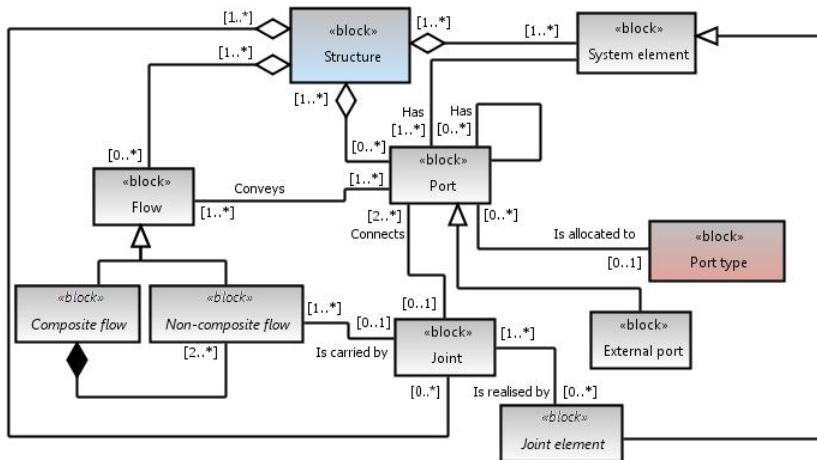 [1..*]
[1..*]
[1..*]
[1..*]
[1..*]
«block»
Structure
«block»
System element
Has
[1..*]
Has
[0..*]
[0..*]
[0..*]
«block»
Flow
Conveys
[1..*]
[1..*]
«block»
Port
[2..*]
Connects
[0..*]
Is allocated to
[0..1]
«block»
Port type
«block»
Composite flow
«block»
Non-composite flow
[2..*]
[1..*]
[0..1]
[0..1]
Is carried by
«block»
Joint
[0..*]
[1..*]
«block»
External port
Is realised by
[0..*]
«block»
Joint element